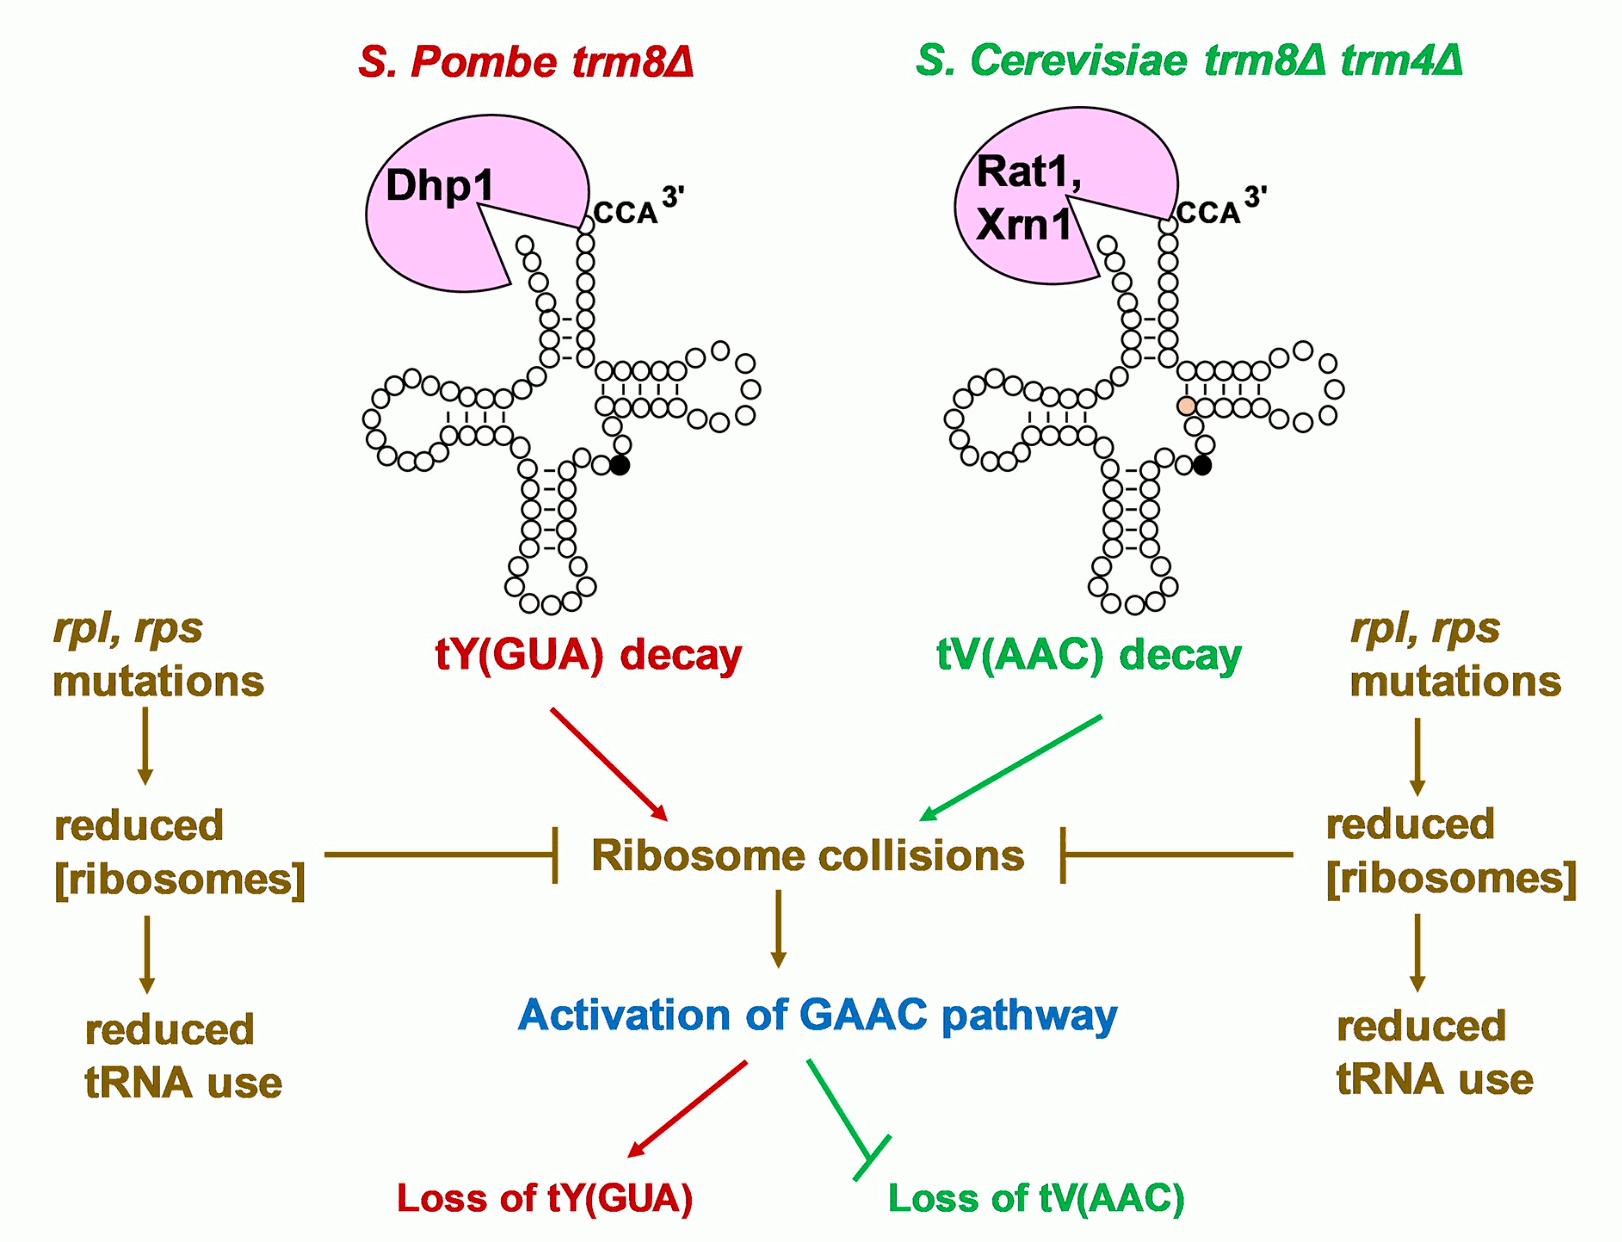 S. Pombe trm8Δ
S. Cerevisiae trm8Δ trm4Δ
Dhp1
CCA 3'
Rat1,
Xrn1
CCA 3'
tY(GUA) decay
tV(AAC) decay
rpl, rps
mutations
reduced
[ribosomes]
reduced
tRNA use
rpl, rps
mutations
reduced
[ribosomes]
reduced
tRNA use
Ribosome collisions
Activation of GAAC pathway
Loss of tY(GUA)
Loss of tV(AAC)